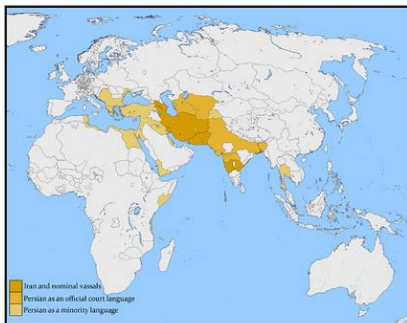 Iran and nominal vassals
Persian as an official court language
Persian as a minority language